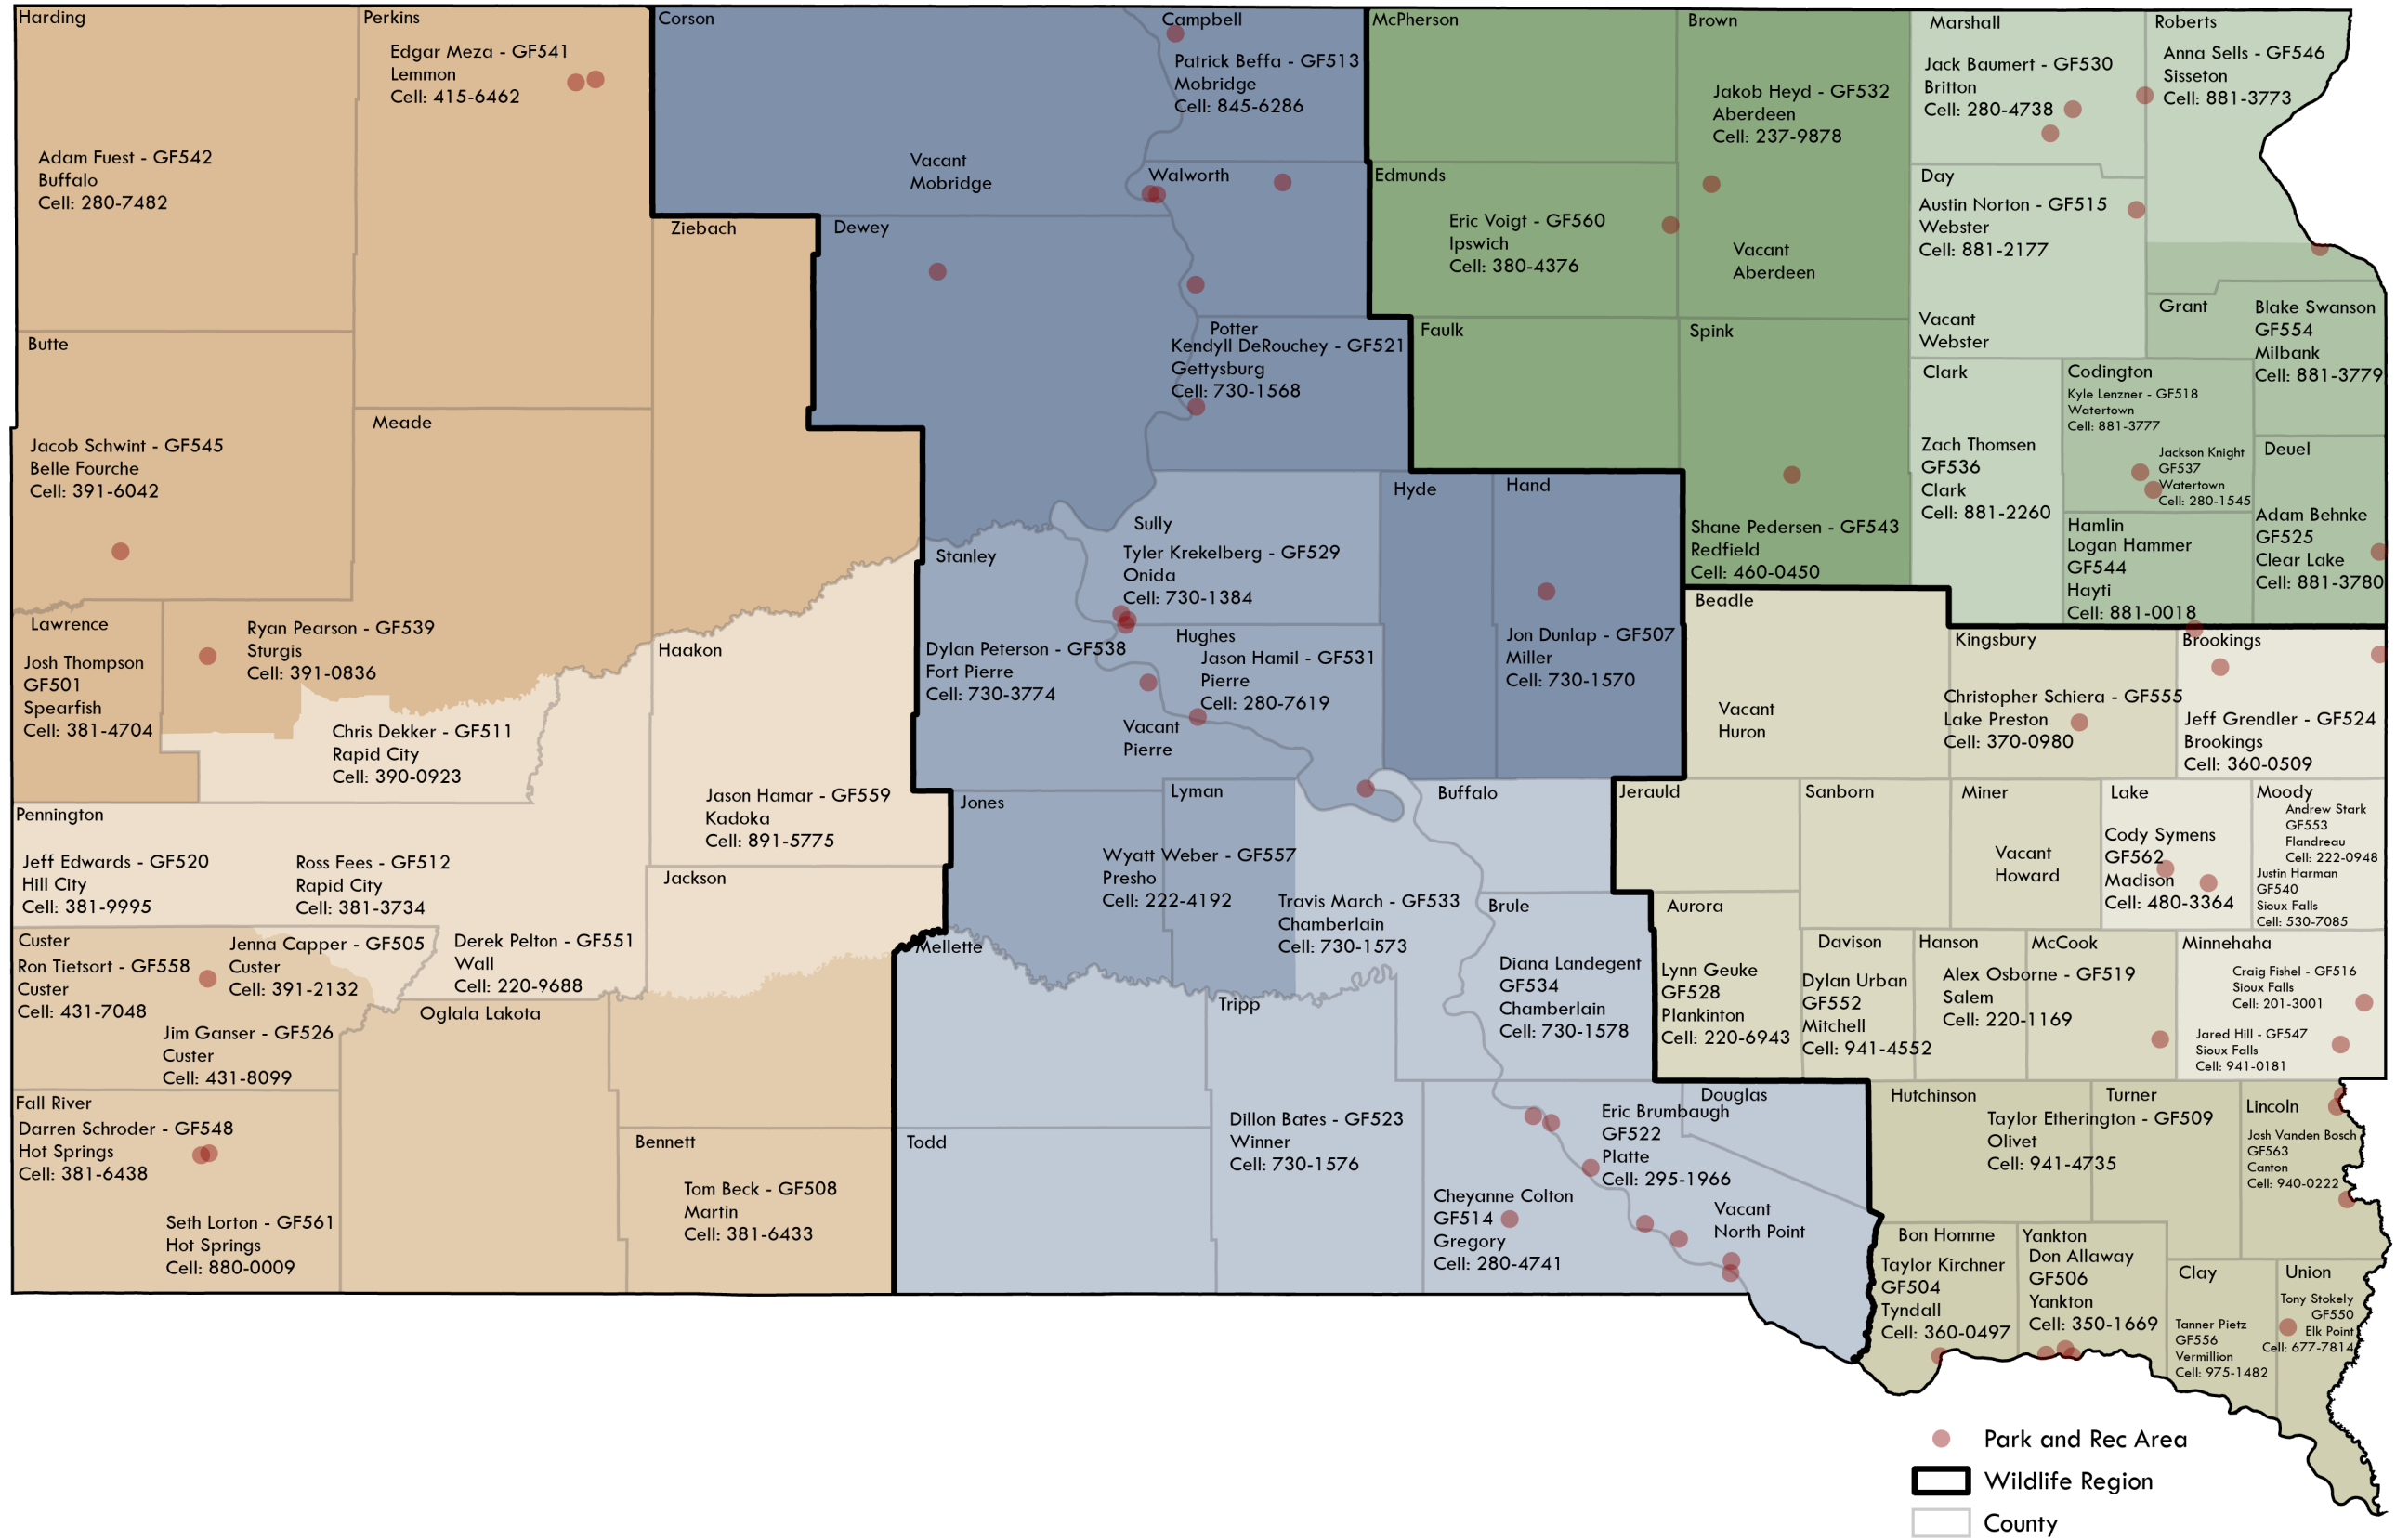 Harding
Adam Fuest - GF542
Buffalo
Cell: 280-7482
Perkins
Edgar Meza - GF541
Lemmon
Cell: 415-6462
Corson
Vacant
Mobridge
Campbell
Patrick Beffa - GF513
Mobridge
Cell: 845-6286
Walworth
McPherson
Brown
Jakob Heyd - GF532
Aberdeen
Cell: 237-9878
Vacant
Aberdeen
Edmunds
Eric Voigt - GF560
Ipswich
Cell: 380-4376
Marshall
Jack Baumert - GF530
Britton
Cell: 280-4738
Roberts
Anna Sells - GF546
Sisseton
Cell: 881-3773
Day
Austin Norton - GF515
Webster
Cell: 881-2177
Vacant
Webster
Grant
Blake Swanson
GF554
Milbank
Cell: 881-3779
Ziebach
Dewey
Potter
Kendyll DeRouchey - GF521
Gettysburg
Cell: 730-1568
Faulk
Spink
Shane Pedersen - GF543
Redfield
Cell: 460-0450
Clark
Zach Thomsen
GF536
Clark
Cell: 881-2260
Codington
Kyle Lenzner - GF518
Watertown
Cell: 881-3777
Jackson Knight
GF537
Watertown
Cell: 280-1545
Deuel
Adam Behnke
GF525
Clear Lake
Cell: 881-3780
Hamlin
Logan Hammer
GF544
Hayti
Cell: 881-0018
Butte
Jacob Schwint - GF545
Belle Fourche
Cell: 391-6042
Meade
Ryan Pearson - GF539
Sturgis
Cell: 391-0836
Chris Dekker - GF511
Rapid City
Cell: 390-0923
Lawrence
Josh Thompson
GF501
Spearfish
Cell: 381-4704
Haakon
Jason Hamar - GF559
Kadoka
Cell: 891-5775
Stanley
Dylan Peterson - GF538
Fort Pierre
Cell: 730-3774
Sully
Tyler Krekelberg - GF529
Onida
Cell: 730-1384
Hughes
Jason Hamil - GF531
Pierre
Cell: 280-7619
Vacant
Pierre
Hyde
Hand
Jon Dunlap - GF507
Miller
Cell: 730-1570
Beadle
Vacant
Huron
Kingsbury
Christopher Schiera - GF555
Lake Preston
Cell: 370-0980
Brookings
Jeff Grendler - GF524
Brookings
Cell: 360-0509
Pennington
Jeff Edwards - GF520
Hill City
Cell: 381-9995
Ross Fees - GF512
Rapid City
Cell: 381-3734
Derek Pelton - GF551
Wall
Cell: 220-9688
Jackson
Jones
Lyman
Wyatt Weber - GF557
Presho
Cell: 222-4192
Travis March - GF533
Chamberlain
Cell: 730-1573
Buffalo
Brule
Diana Landegent
GF534
Chamberlain
Cell: 730-1578
Jerauld
Sanborn
Miner
Vacant
Howard
Lake
Cody Symens
GF562
Madison
Cell: 480-3364
Moody
Andrew Stark
GF553
Flandreau
Cell: 222-0948
Justin Harman
GF540
Sioux Falls
Cell: 530-7085
Aurora
Lynn Geuke
GF528
Plankinton
Cell: 220-6943
Davison
Dylan Urban
GF552
Mitchell
Cell: 941-4552
Hanson
McCook
Alex Osborne - GF519
Salem
Cell: 220-1169
Minnehaha
Craig Fishel - GF516
Sioux Falls
Cell: 201-3001
Jared Hill - GF547
Sioux Falls
Cell: 941-0181
Custer
Ron Tietsort - GF558
Custer
Cell: 431-7048
Jenna Capper - GF505
Custer
Cell: 391-2132
Jim Ganser - GF526
Custer
Cell: 431-8099
Oglala Lakota
Mellette
Tripp
Dillon Bates - GF523
Winner
Cell: 730-1576
Fall River
Darren Schroder - GF548
Hot Springs
Cell: 381-6438
Seth Lorton - GF561
Hot Springs
Cell: 880-0009
Bennett
Tom Beck - GF508
Martin
Cell: 381-6433
Todd
Cheyanne Colton
GF514
Gregory
Cell: 280-4741
Douglas
Eric Brumbaugh
GF522
Platte
Cell: 295-1966
Vacant
North Point
Hutchinson
Turner
Taylor Etherington - GF509
Olivet
Cell: 941-4735
Lincoln
Josh Vanden Bosch
GF563
Canton
Cell: 940-0222
Bon Homme
Taylor Kirchner
GF504
Tyndall
Cell: 360-0497
Yankton
Don Allaway
GF506
Yankton
Cell: 350-1669
Clay
Tanner Pietz
GF556
Vermillion
Cell: 975-1482
Union
Tony Stokely
GF550
Elk Point
Cell: 677-7814
Park and Rec Area
Wildlife Region
County